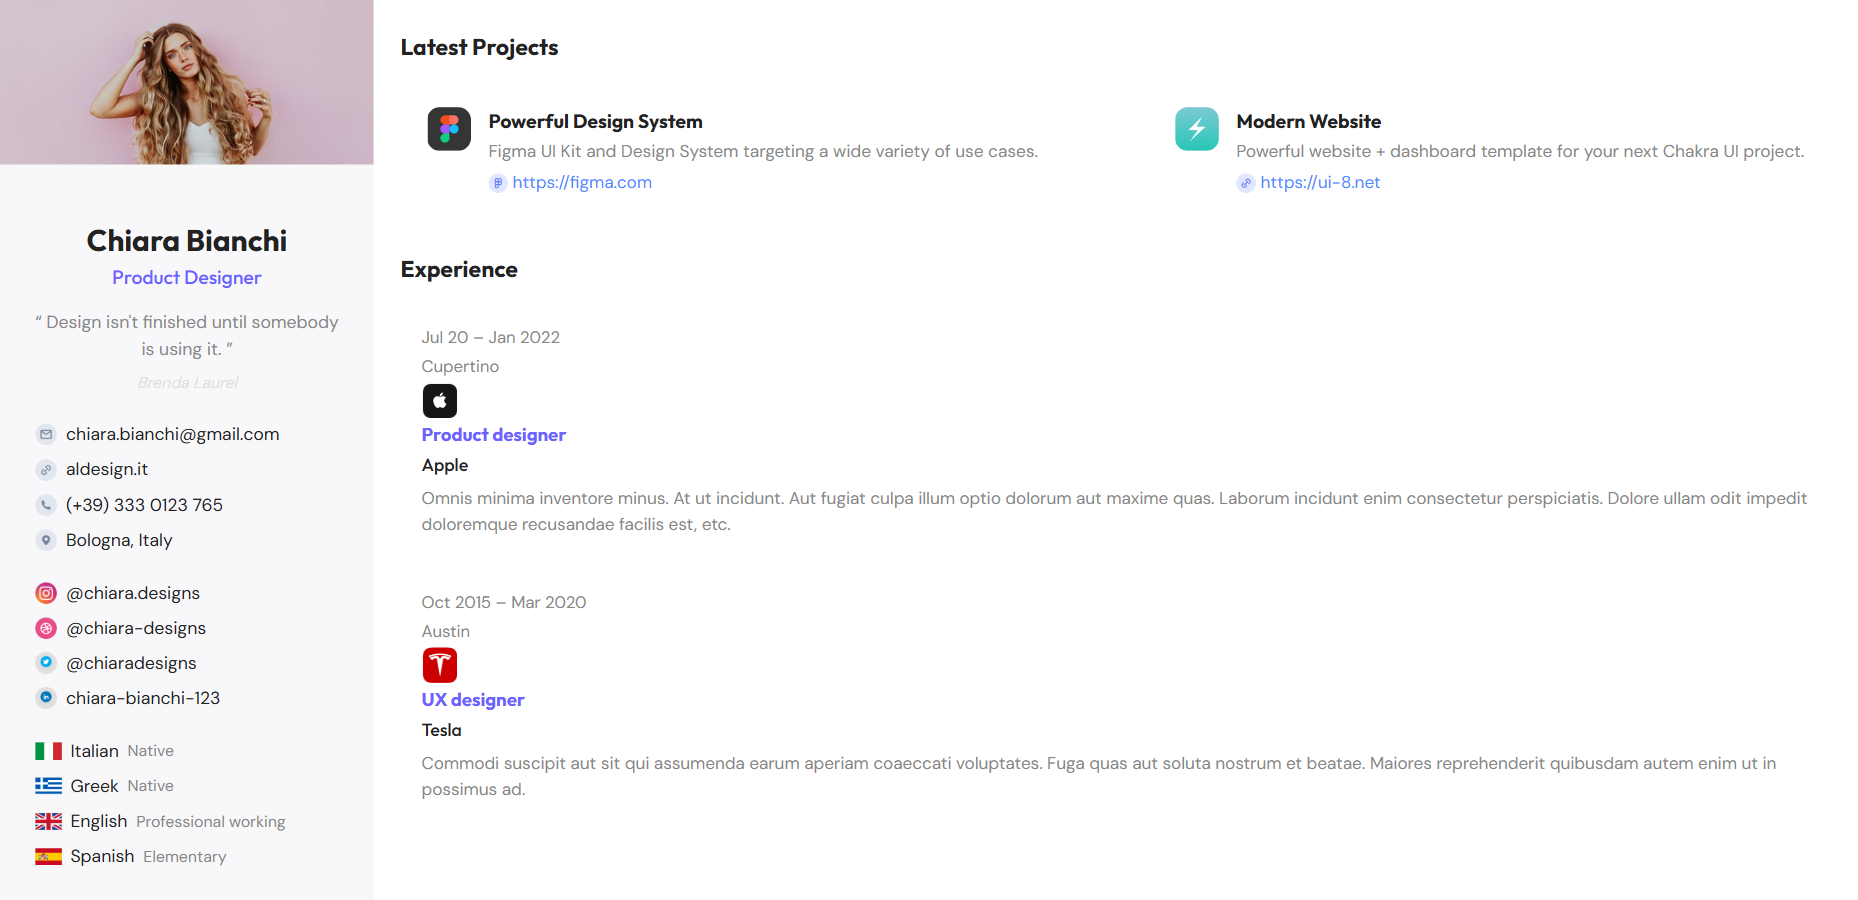 Chiara Bianchi
Product Designer
“ Design isn't finished until somebody
is using it. ”
Brenda Laurel
chiara.bianchi@gmail.com
aldesign.it
(+39) 333 0123 765
Bologna, Italy
@chiara.designs
@chiara-designs
@chiaradesigns
chiara-bianchi-123
Italian Native
Greek Native
English Professional working
Spanish Elementary
Latest Projects
Powerful Design System
Figma UI Kit and Design System targeting a wide variety of use cases.
https://figma.com
Modern Website
Powerful website + dashboard template for your next Chakra UI project.
https://ui-8.net
Experience
Jul 20 – Jan 2022
Cupertino
Product designer
Apple
Omnis minima inventore minus. At ut incidunt. Aut fugiat culpa illum optio dolorum aut maxime quas. Laborum incidunt enim consectetur perspiciatis. Dolore ullam odit impedit
doloremque recusandae facilis est, etc.
Oct 2015 – Mar 2020
Austin
UX designer
Tesla
Commodi suscipit aut sit qui assumenda earum aperiam coaeccati voluptates. Fuga quas aut soluta nostrum et beatae. Maiores reprehenderit quibusdam autem enim ut in
possimus ad.